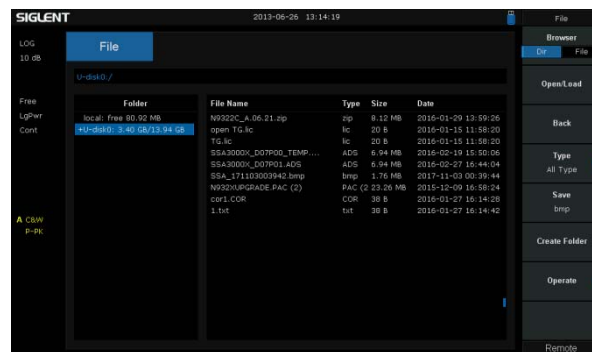 SIGLENT 2013-06-26 13:14:19 File
LOG
10 dB
File
Browser
Dir File
U-disk0:/
Open/Load
Free
LgPwr
Cont
Folder File Name Type Size Date
local: free 80.92 MB N9322C_A.06.21.zip zip 8.12 MB 2016-01-29 13:59:26
+U-disk0: 3.40 GB/13.94 GB open TG.lic lic 20 B 2016-01-15 11:58:20
TG.lic lic 20 B 2016-01-15 11:58:20
SSA3000X_D07P00_TEMP.... ADS 6.94 MB 2016-02-19 15:50:06
SSA3000X_D07P01.ADS ADS 6.94 MB 2016-02-27 16:44:04
SSA_171103003942.bmp bmp 1.76 MB 2017-11-03 00:39:44
N932XUPGRADE.PAC (2) PAC (2 23.26 MB 2015-12-09 16:58:24
cor1.COR COR 38 B 2016-01-27 16:14:28
1.txt txt 38 B 2016-01-27 16:14:42
Back
Type
All Type
Save
bmp
A C&W
P-PK
Create Folder
Operate
Remote